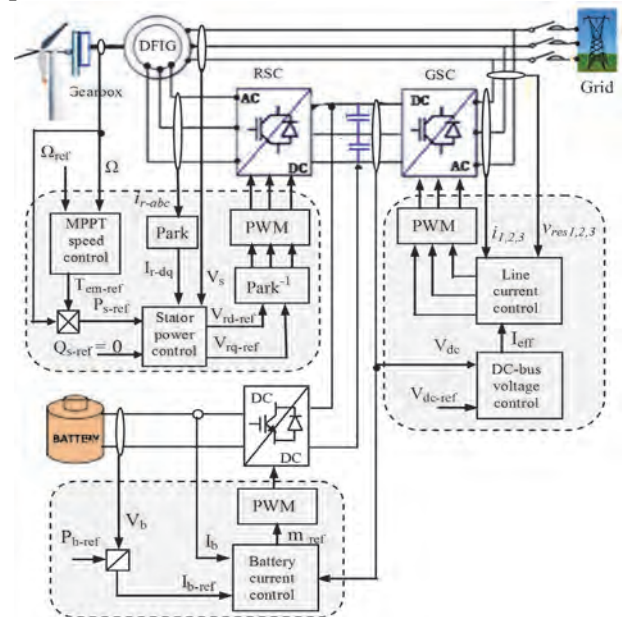 DFIG
RSC
GSC
Gearbox
Grid
AC
DC
DC
AC
Ωref
Ω
ir-abc
i1,2,3
vres1,2,3
MPPT
speed
control
Park
PWM
PWM
Tem-ref
Ir-dq
Vs
Park-1
Line
current
control
Ps-ref
Stator
power
control
Vrd-ref
Vrq-ref
Qs-ref = 0
Vdc
Ieff
DC-bus
voltage
control
Vdc-ref
BATTERY
DC
DC
PWM
Vb
Pb-ref
Ib
m ref
Ib-ref
Battery
current
control